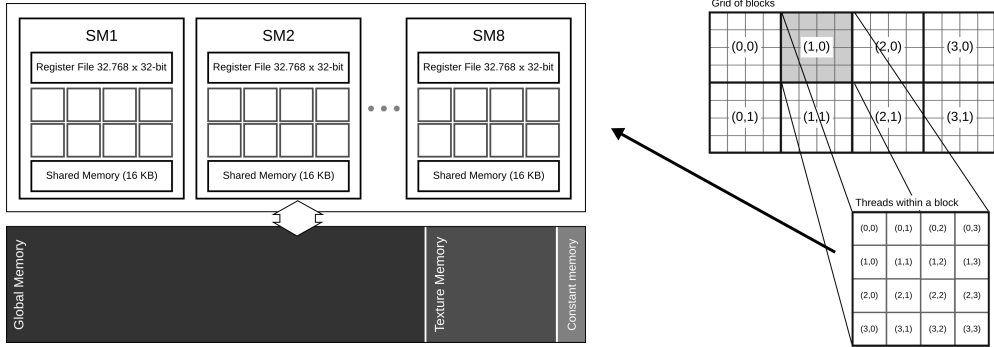 SM1
SM2
SM8
Register File 32.768 x 32-bit
Register File 32.768 x 32-bit
Register File 32.768 x 32-bit
Shared Memory (16 KB)
Shared Memory (16 KB)
Shared Memory (16 KB)
Global Memory
Texture Memory
Constant memory
Grid of blocks
(0,0) (1,0) (2,0) (3,0)
(0,1) (1,1) (2,1) (3,1)
Threads within a block
(0,0) (0,1) (0,2) (0,3)
(1,0) (1,1) (1,2) (1,3)
(2,0) (2,1) (2,2) (2,3)
(3,0) (3,1) (3,2) (3,3)